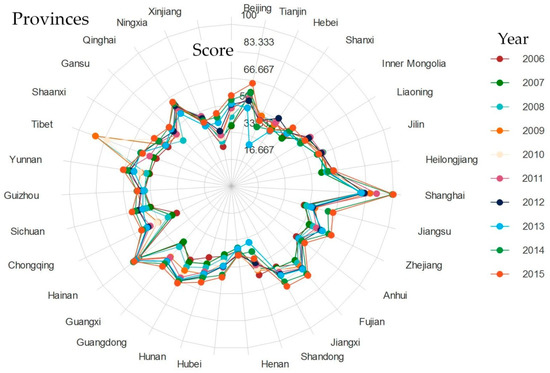 Provinces
Score
Year
100
83.333
66.667
16.667
Beijing
Tianjin
Hebei
Shanxi
Inner Mongolia
Liaoning
Jilin
Heilongjiang
Shanghai
Jiangsu
Zhejiang
Anhui
Fujian
Jiangxi
Shandong
Henan
Hubei
Hunan
Guangdong
Guangxi
Hainan
Chongqing
Sichuan
Guizhou
Yunnan
Tibet
Shaanxi
Gansu
Qinghai
Ningxia
Xinjiang
2006
2007
2008
2009
2010
2011
2012
2013
2014
2015